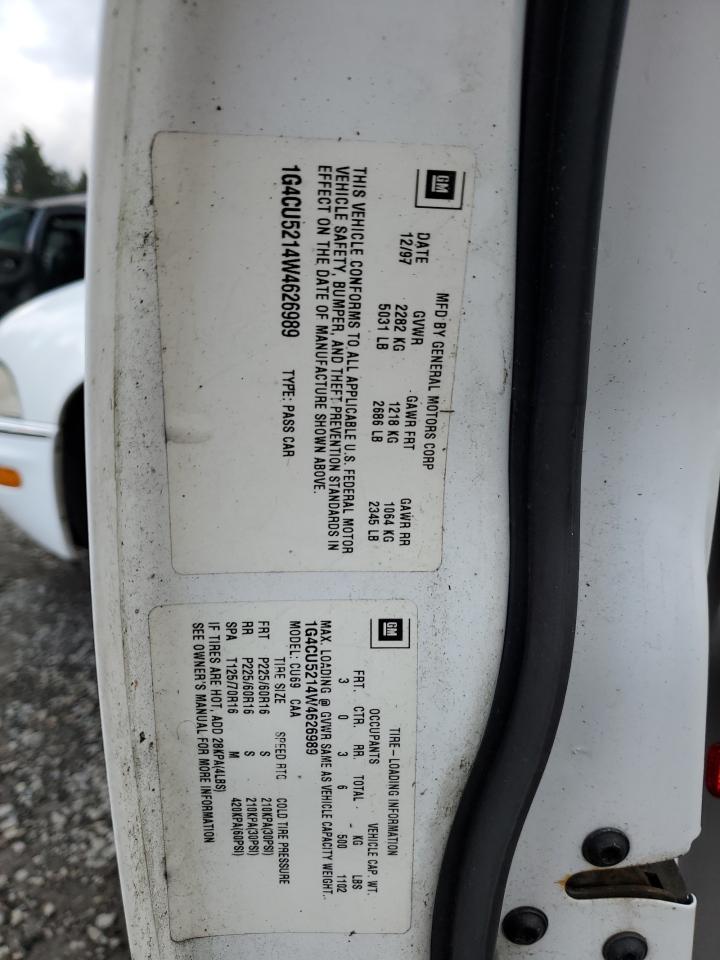 GM
MFD BY GENERAL MOTORS CORP
DATE GVWR GAWR FRT GAWR RR
12/97 2282 KG 1218 KG 1064 KG
5031 LB 2686 LB 2345 LB
THIS VEHICLE CONFORMS TO ALL APPLICABLE U.S. FEDERAL MOTOR
VEHICLE SAFETY, BUMPER, AND THEFT PREVENTION STANDARDS IN
EFFECT ON THE DATE OF MANUFACTURE SHOWN ABOVE.
1G4CU5214W4626989 TYPE: PASS CAR
GM
TIRE-LOADING INFORMATION
OCCUPANTS VEHICLE CAP. WT.
FRT. CTR. RR. TOTAL - KG LBS
3 0 3 6 500 1102
MAX. LOADING @ GVWR SAME AS VEHICLE CAPACITY WEIGHT.
1G4CU5214W4626989
MODEL: CU69 CAA
TIRE SIZE SPEED RTG COLD TIRE PRESSURE
FRT P225/60R16 S 210KPA(30PSI)
RR P225/60R16 S 210KPA(30PSI)
SPA T125/70R16 M 420KPA(60PSI)
IF TIRES ARE HOT, ADD 28KPA(4LBS)
SEE OWNER'S MANUAL FOR MORE INFORMATION